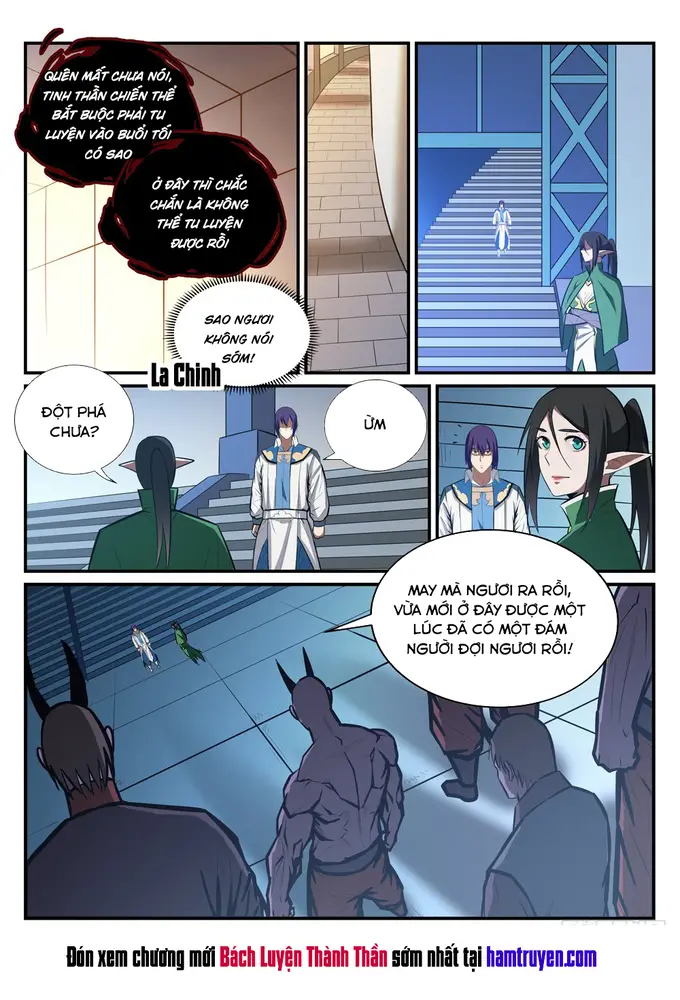 QUÊN MẤT CHƯA NÓI,
TINH THẦN CHIẾN THỂ
BẮT BUỘC PHẢI TU
LUYỆN VÀO BUỔI TỐI
CÓ SAO
Ở ĐÂY THÌ CHẮC
CHẮN LÀ KHÔNG
THỂ TU LUYỆN
ĐƯỢC RỒI
SAO NGƯƠI
KHÔNG NÓI
SỚM!
La Chinh
ĐỘT PHÁ
CHƯA?
ỪM
MAY MÀ NGƯƠI RA RỒI,
VỪA MỚI Ở ĐÂY ĐƯỢC MỘT
LÚC ĐÃ CÓ MỘT ĐÁM
NGƯỜI ĐỢI NGƯƠI RỒI!
Đón xem chương mới Bách Luyện Thành Thần sớm nhất tại hamtruyen.com